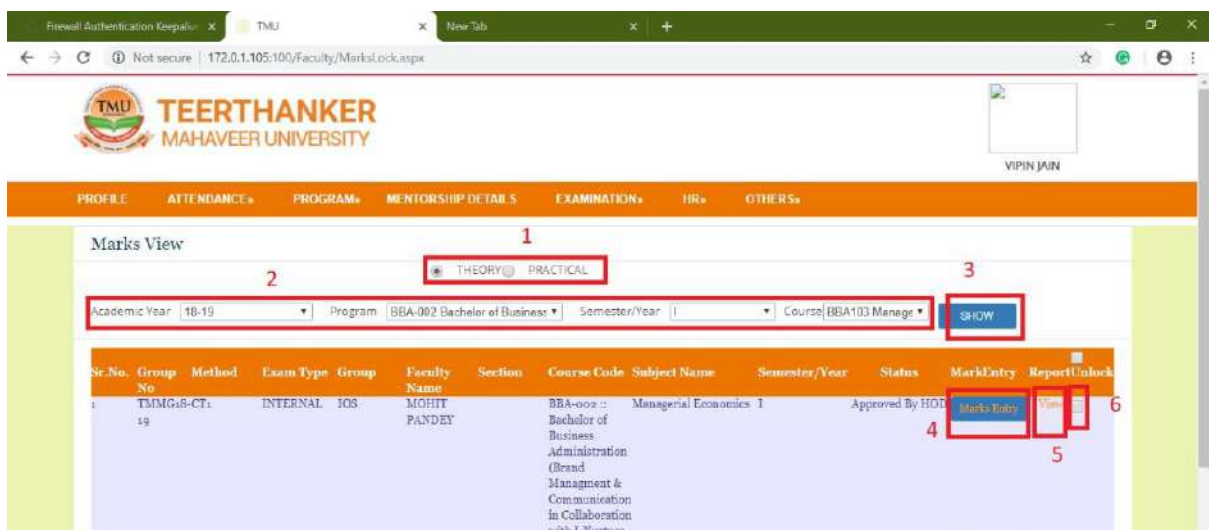 Firewall Authentication Keepaliv
TMU
New Tab
Not secure | 172.0.1.105:100/Faculty/MarksLock.aspx
TMU
TEERTHANKER
MAHAVEER UNIVERSITY
VIPIN JAIN
PROFILE ATTENDANCE» PROGRAM» MENTORSHIP DETAILS EXAMINATION» HR» OTHERS»
Marks View
1
THEORY PRACTICAL
2
3
Academic Year 18-19 Program BBA-002 Bachelor of Business Semester/Year I Course BBA103 Manage SHOW
Sr.No. Group Method Exam Type Group Faculty Section Course Code Subject Name Semester/Year Status MarkEntry Report Unlock
No Name
1 TMMG18-CT1 INTERNAL IOS MOHIT BBA-002 :: Managerial Economics I Approved By HOD Marks Entry View 6
19 PANDEY Bachelor of 4
Business 5
Administration
(Brand
Managment &
Communication
in Collaboration